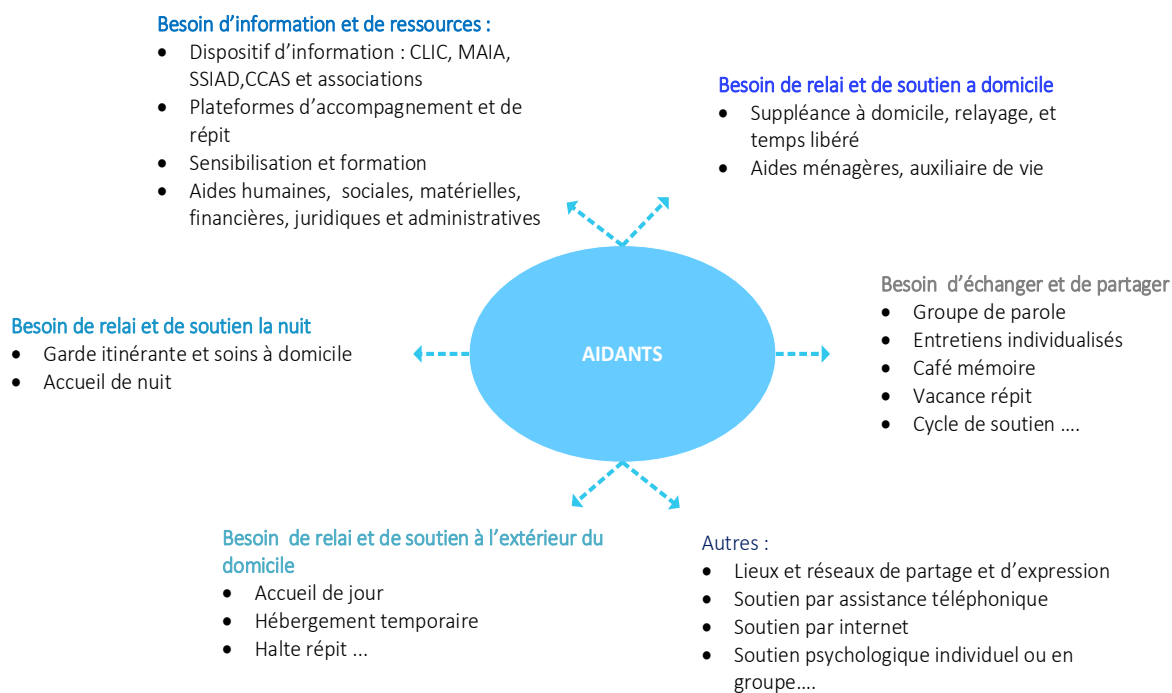 Besoin d’information et de ressources :
• Dispositif d’information : CLIC, MAIA,
SSIAD,CCAS et associations
• Plateformes d’accompagnement et de
répit
• Sensibilisation et formation
• Aides humaines, sociales, matérielles,
financières, juridiques et administratives
Besoin de relai et de soutien a domicile
• Suppléance à domicile, relayage, et
temps libéré
• Aides ménagères, auxiliaire de vie
Besoin de relai et de soutien la nuit
• Garde itinérante et soins à domicile
• Accueil de nuit
AIDANTS
Besoin d’échanger et de partager
• Groupe de parole
• Entretiens individualisés
• Café mémoire
• Vacance répit
• Cycle de soutien ....
Besoin de relai et de soutien à l’extérieur du
domicile
• Accueil de jour
• Hébergement temporaire
• Halte répit ...
Autres :
• Lieux et réseaux de partage et d’expression
• Soutien par assistance téléphonique
• Soutien par internet
• Soutien psychologique individuel ou en
groupe....